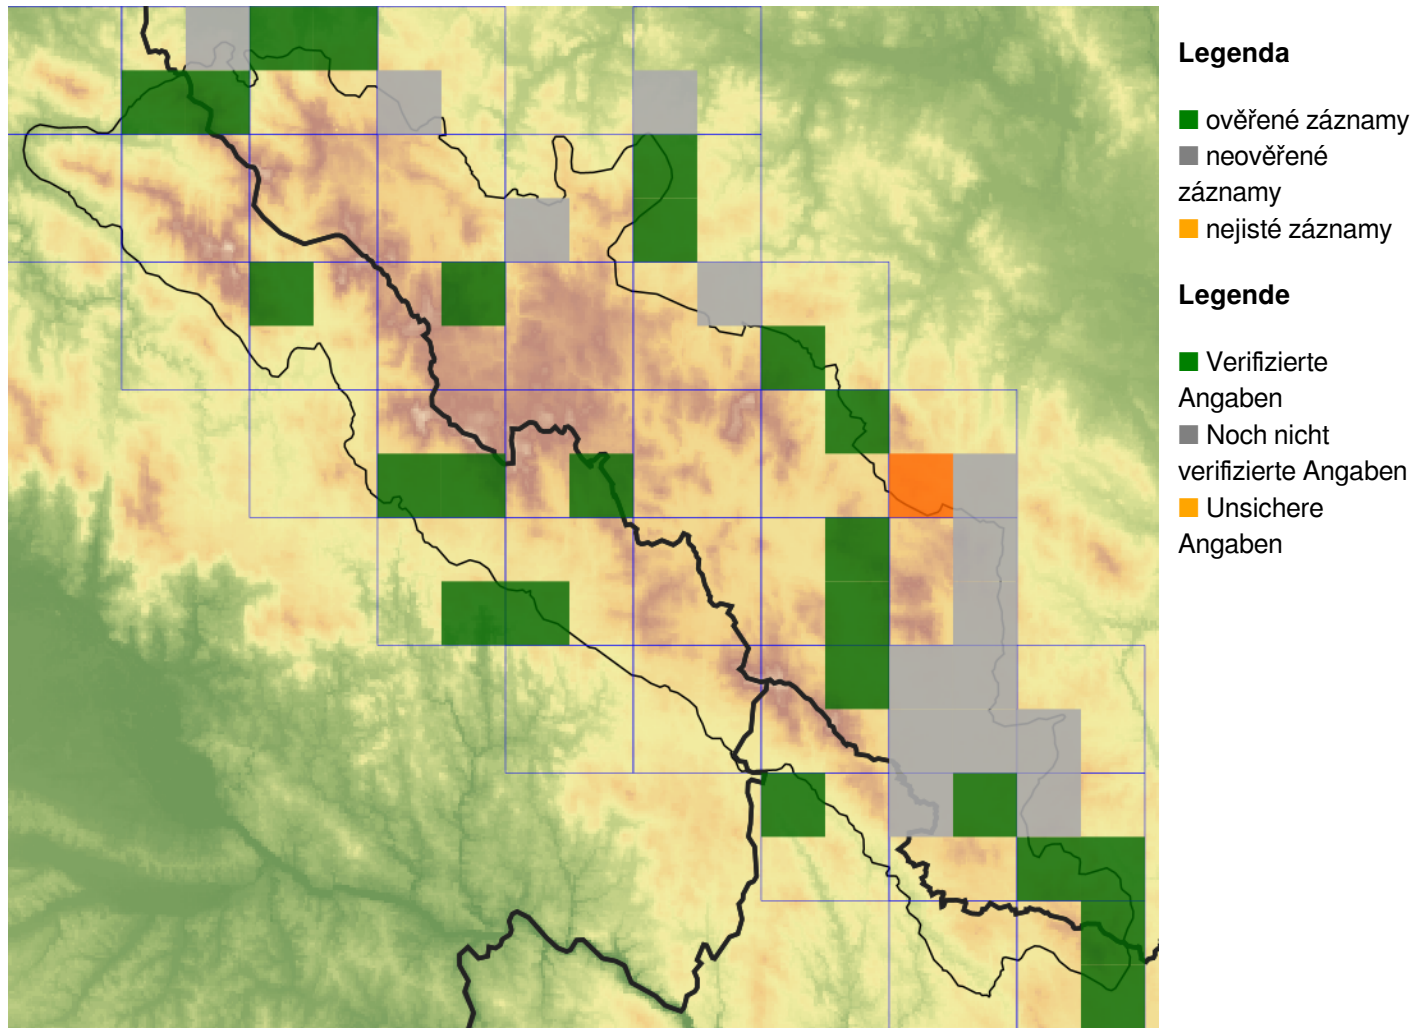 Legenda
ověřené záznamy
neověřené
záznamy
nejisté záznamy
Legende
Verifizierte
Angaben
Noch nicht
verifizierte Angaben
Unsichere
Angaben